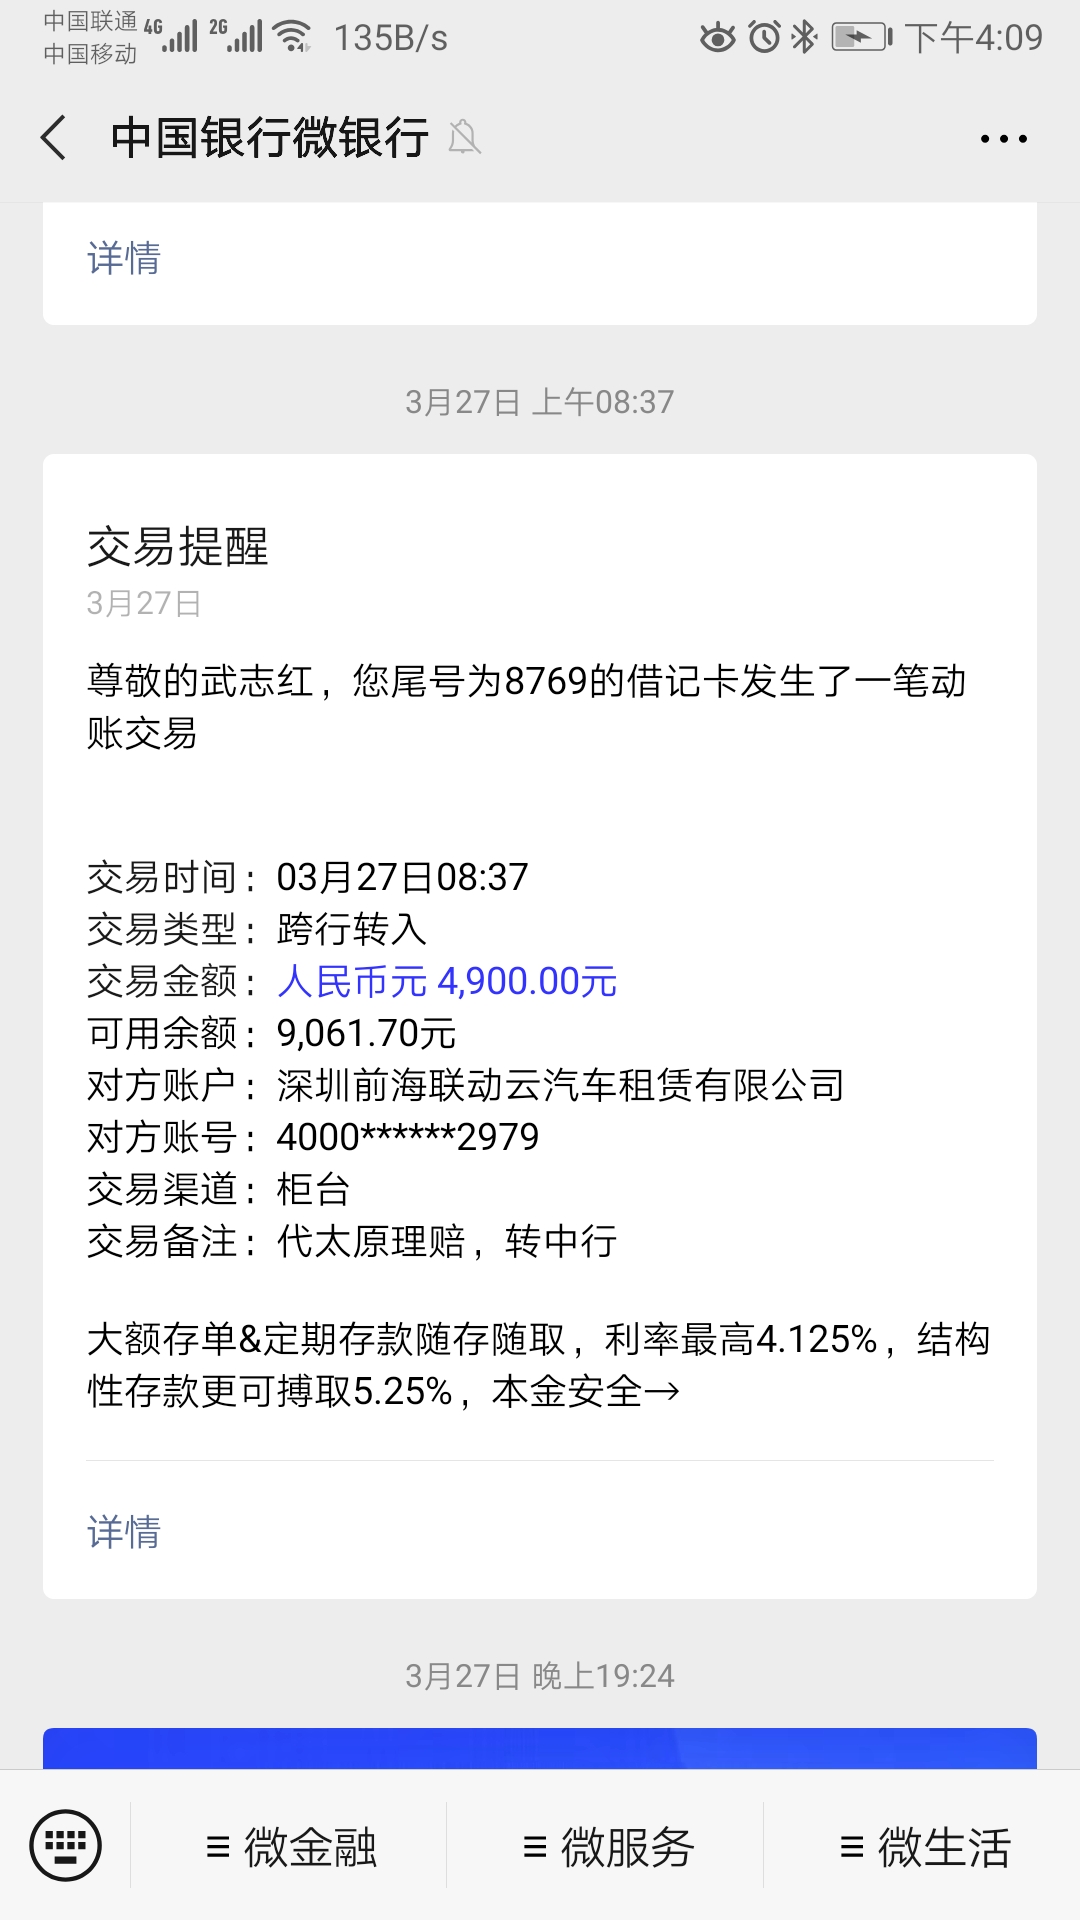 中国联通 4G 2G 135B/s 下午4:09
中国移动
中国银行微银行
详情
3月27日 上午08:37
交易提醒
3月27日
尊敬的武志红，您尾号为8769的借记卡发生了一笔动
账交易
交易时间：03月27日08:37
交易类型：跨行转入
交易金额：人民币元 4,900.00元
可用余额：9,061.70元
对方账户：深圳前海联动云汽车租赁有限公司
对方账号：4000******2979
交易渠道：柜台
交易备注：代太原理赔，转中行
大额存单&定期存款随存随取，利率最高4.125%，结构
性存款更可搏取5.25%，本金安全→
详情
3月27日 晚上19:24
微金融
微服务
微生活